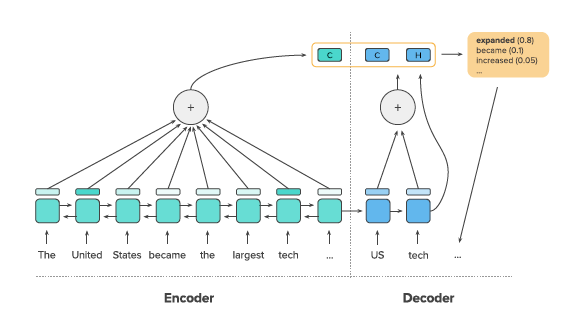 C C H
expanded (0.8)
became (0.1)
increased (0.05)
...
+ +
The United States became the largest tech ... US tech ...
Encoder Decoder